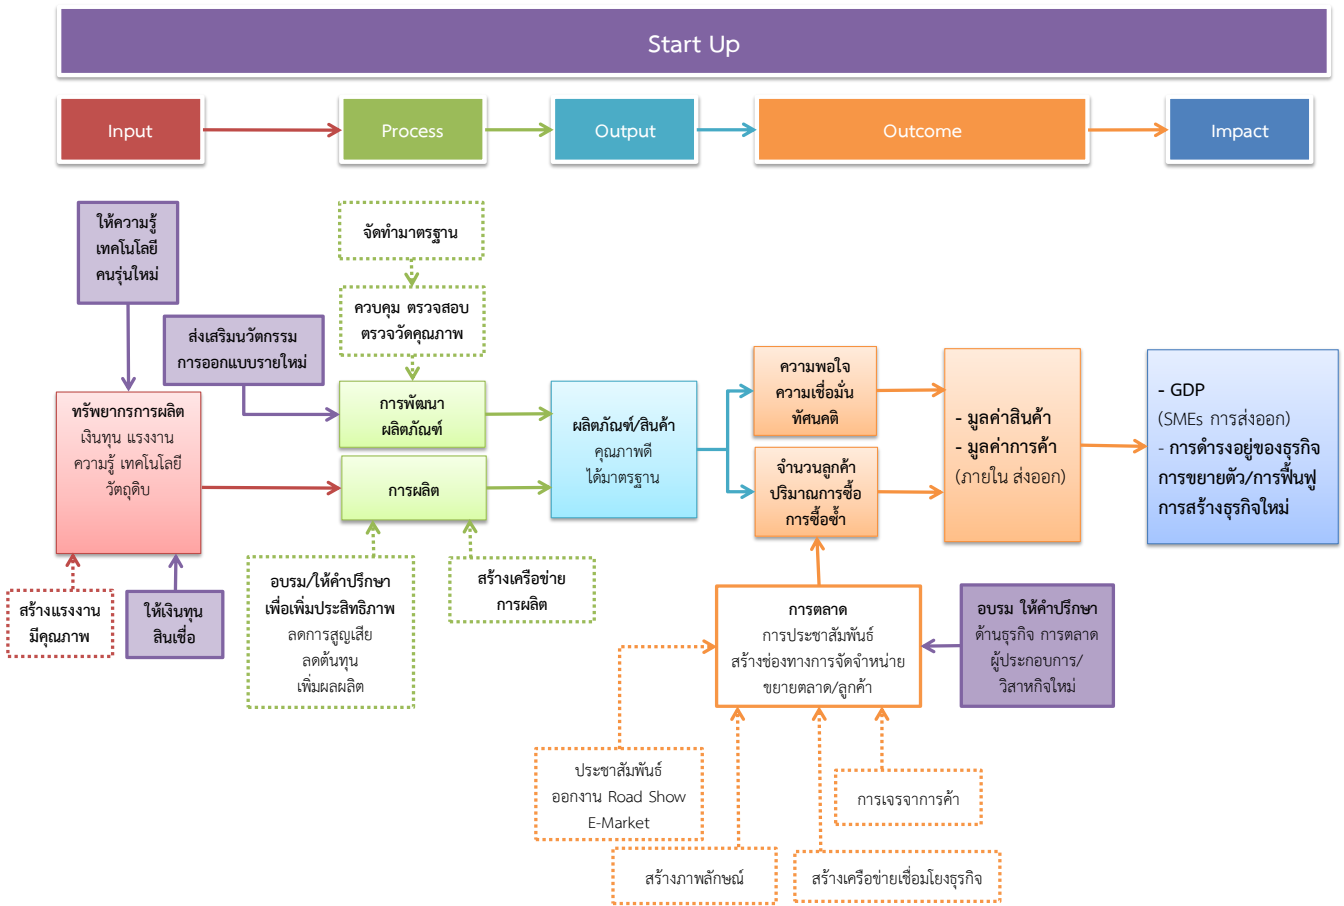 Start Up
Input
Process
Output
Outcome
Impact
ให้ความรู้
เทคโนโลยี
คนรุ่นใหม่
จัดทำมาตรฐาน
ควบคุม ตรวจสอบ
ตรวจวัดคุณภาพ
ส่งเสริมนวัตกรรม
การออกแบบรายใหม่
ทรัพยากรการผลิต
เงินทุน แรงงาน
ความรู้ เทคโนโลยี
วัตถุดิบ
การพัฒนา
ผลิตภัณฑ์
การผลิต
ผลิตภัณฑ์/สินค้า
คุณภาพดี
ได้มาตรฐาน
ความพอใจ
ความเชื่อมั่น
ทัศนคติ
จำนวนลูกค้า
ปริมาณการซื้อ
การซื้อซ้ำ
- มูลค่าสินค้า
- มูลค่าการค้า
(ภายใน ส่งออก)
- GDP
(SMEs การส่งออก)
- การดำรงอยู่ของธุรกิจ
การขยายตัว/การฟื้นฟู
การสร้างธุรกิจใหม่
สร้างแรงงาน
มีคุณภาพ
ให้เงินทุน
สินเชื่อ
อบรม/ให้คำปรึกษา
เพื่อเพิ่มประสิทธิภาพ
ลดการสูญเสีย
ลดต้นทุน
เพิ่มผลผลิต
สร้างเครือข่าย
การผลิต
การตลาด
การประชาสัมพันธ์
สร้างช่องทางการจัดจำหน่าย
ขยายตลาด/ลูกค้า
อบรม ให้คำปรึกษา
ด้านธุรกิจ การตลาด
ผู้ประกอบการ/
วิสาหกิจใหม่
ประชาสัมพันธ์
ออกงาน Road Show
E-Market
การเจรจาการค้า
สร้างภาพลักษณ์
สร้างเครือข่ายเชื่อมโยงธุรกิจ